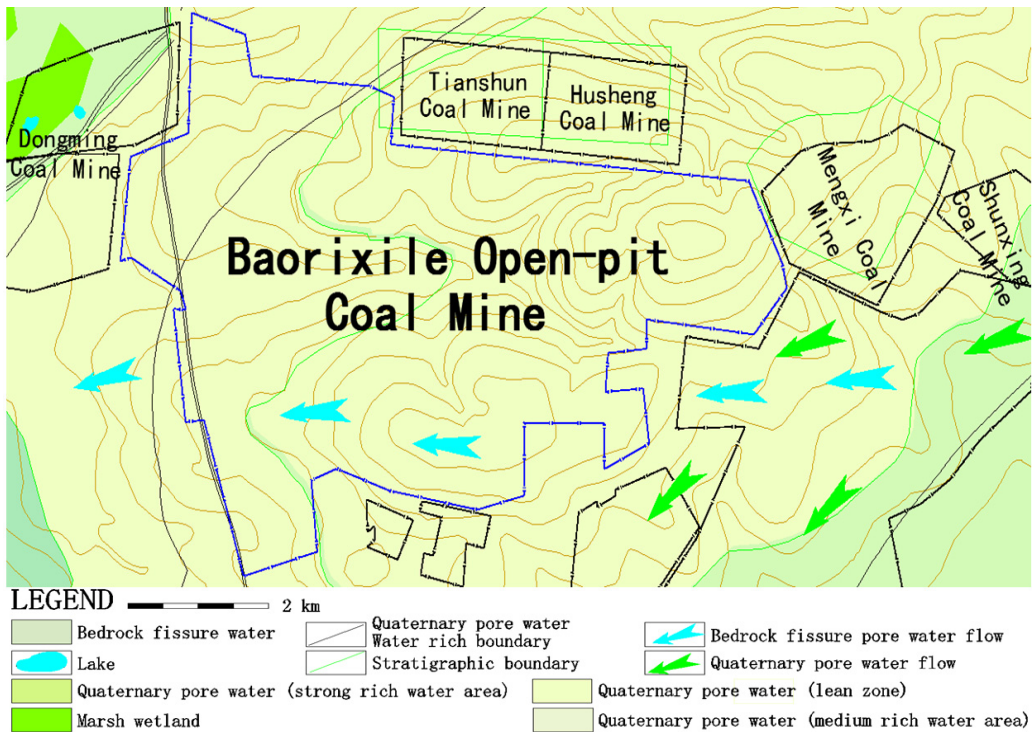 Tianshun
Coal Mine
Husheng
Coal Mine
Dongming
Coal Mine
Mengxi Coal
Mine
Shunxing
Coal Mine
Baorixile Open-pit
Coal Mine
LEGEND
2 km
Bedrock fissure water
Quaternary pore water
Water rich boundary
Bedrock fissure pore water flow
Lake
Stratigraphic boundary
Quaternary pore water flow
Quaternary pore water (strong rich water area)
Quaternary pore water (lean zone)
Marsh wetland
Quaternary pore water (medium rich water area)